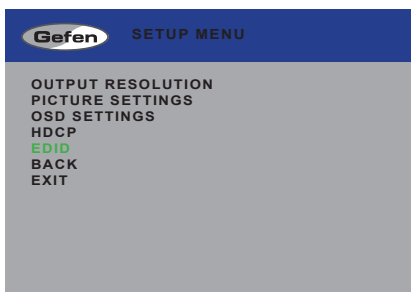 Gefen SETUP MENU
OUTPUT RESOLUTION
PICTURE SETTINGS
OSD SETTINGS
HDCP
EDID
BACK
EXIT